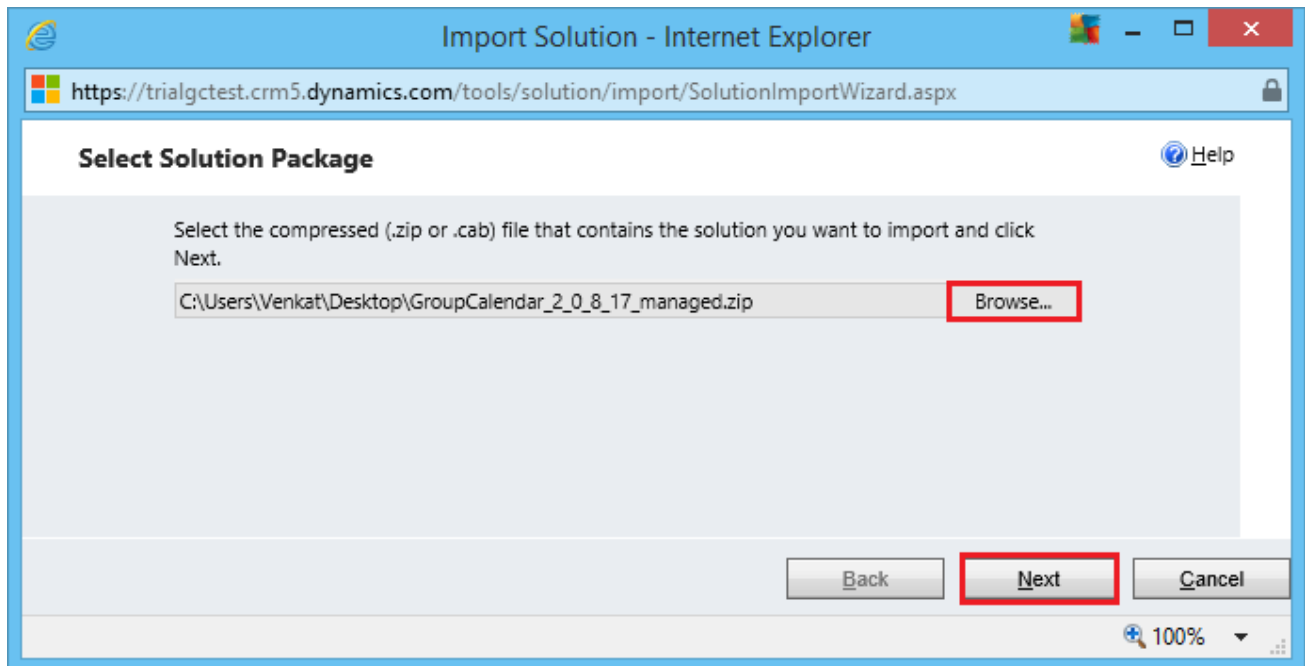 Import Solution - Internet Explorer
https://trialgctest.crm5.dynamics.com/tools/solution/import/SolutionImportWizard.aspx
Select Solution Package
Help
Select the compressed (.zip or .cab) file that contains the solution you want to import and click
Next.
C:\Users\Venkat\Desktop\GroupCalendar_2_0_8_17_managed.zip
Browse...
Back
Next
Cancel
100%